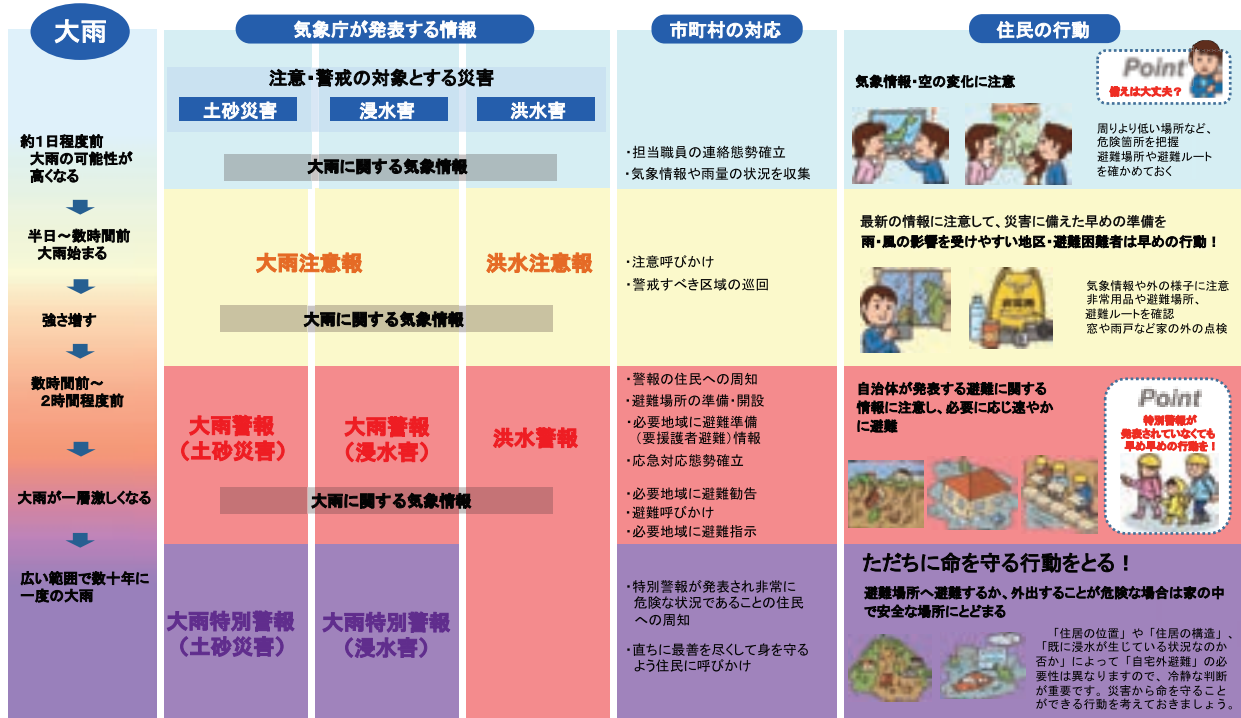 大雨
気象庁が発表する情報
市町村の対応
住民の行動
注意・警戒の対象とする災害
土砂災害
浸水害
洪水害
約1日程度前
大雨の可能性が
高くなる
大雨に関する気象情報
・担当職員の連絡態勢確立
・気象情報や雨量の状況を収集
気象情報・空の変化に注意
Point
備えは大丈夫?
周りより低い場所など、
危険箇所を把握
避難場所や避難ルート
を確かめておく
半日～数時間前
大雨始まる
強さ増す
大雨注意報
洪水注意報
大雨に関する気象情報
・注意呼びかけ
・警戒すべき区域の巡回
最新の情報に注意して、災害に備えた早めの準備を
雨・風の影響を受けやすい地区・避難困難者は早めの行動!
気象情報や外の様子に注意
非常用品や避難場所、
避難ルートを確認
窓や雨戸など家の外の点検
数時間前～
2時間程度前
大雨が一層激しくなる
大雨警報
(土砂災害)
大雨警報
(浸水害)
洪水警報
大雨に関する気象情報
・警報の住民への周知
・避難場所の準備・開設
・必要地域に避難準備
(要援護者避難)情報
・応急対応態勢確立
・必要地域に避難勧告
・避難呼びかけ
・必要地域に避難指示
自治体が発表する避難に関する
情報に注意し、必要に応じ速やか
に避難
Point
特別警報が
発表されていなくても
早め早めの行動を!
広い範囲で数十年に
一度の大雨
大雨特別警報
(土砂災害)
大雨特別警報
(浸水害)
・特別警報が発表され非常に
危険な状況であることの住民
への周知
・直ちに最善を尽くして身を守る
よう住民に呼びかけ
ただちに命を守る行動をとる!
避難場所へ避難するか、外出することが危険な場合は家の中
で安全な場所にとどまる
「住居の位置」や「住居の構造」、
「既に浸水が生じている状況なのか
否か」によって「自宅外避難」の必
要性は異なりますので、冷静な判断
が重要です。災害から命を守ること
ができる行動を考えておきましょう。